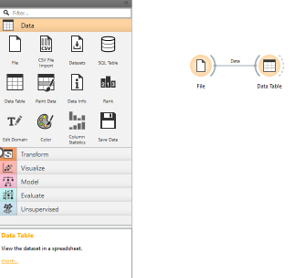 Filter...
Data
File
CSV File Import
Datasets
SQL Table
Data Table
Paint Data
Data Info
Rank
Edit Domain
Color
Column Statistics
Save Data
Transform
Visualize
Model
Evaluate
Unsupervised
Data Table
View the dataset in a spreadsheet.
more...
Data
File
Data Table